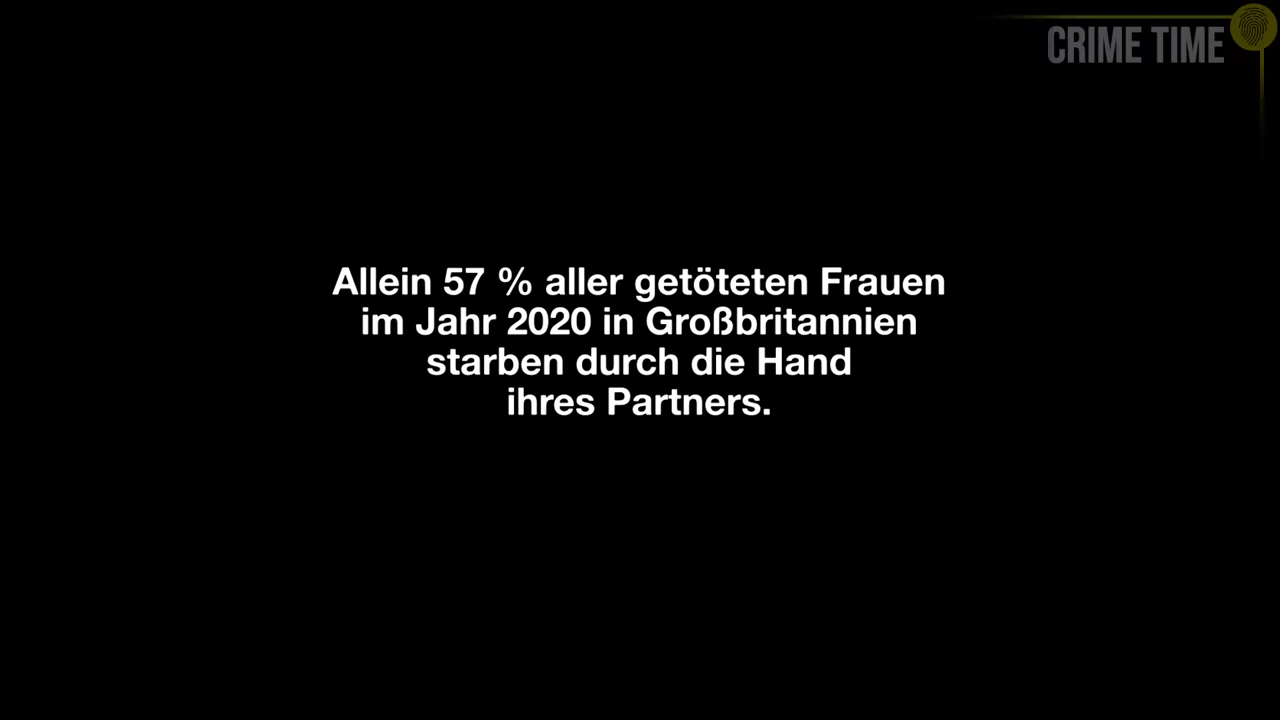 CRIME TIME
Allein 57 % aller getöteten Frauen
im Jahr 2020 in Großbritannien
starben durch die Hand
ihres Partners.